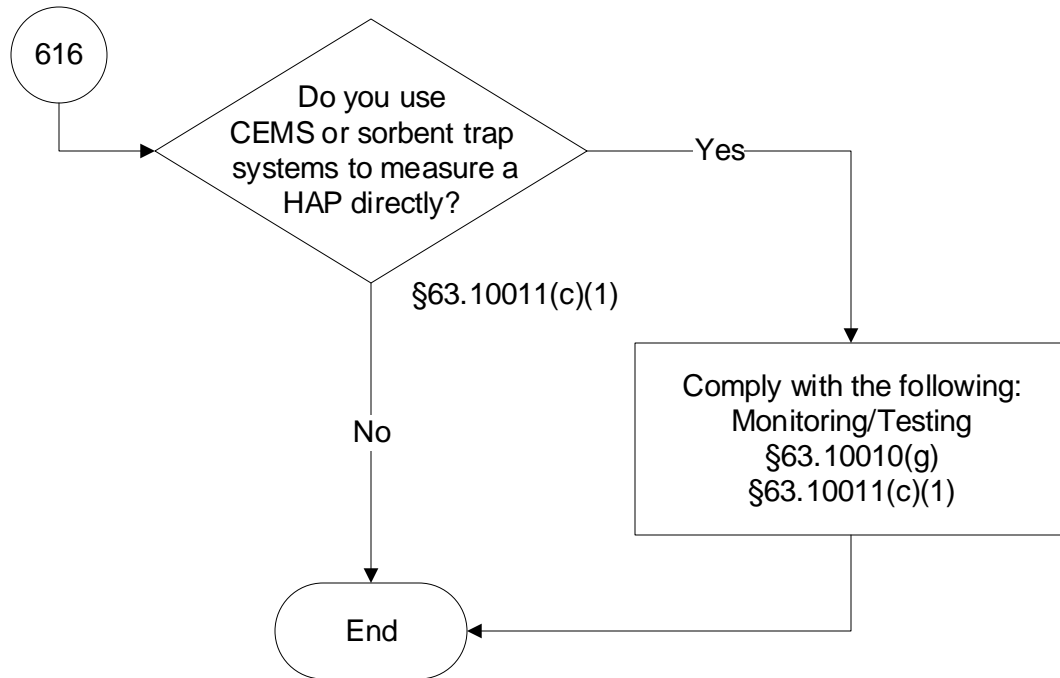 616
Do you use
CEMS or sorbent trap
systems to measure a
HAP directly?
Yes
§63.10011(c)(1)
Comply with the following:
Monitoring/Testing
§63.10010(g)
§63.10011(c)(1)
No
End